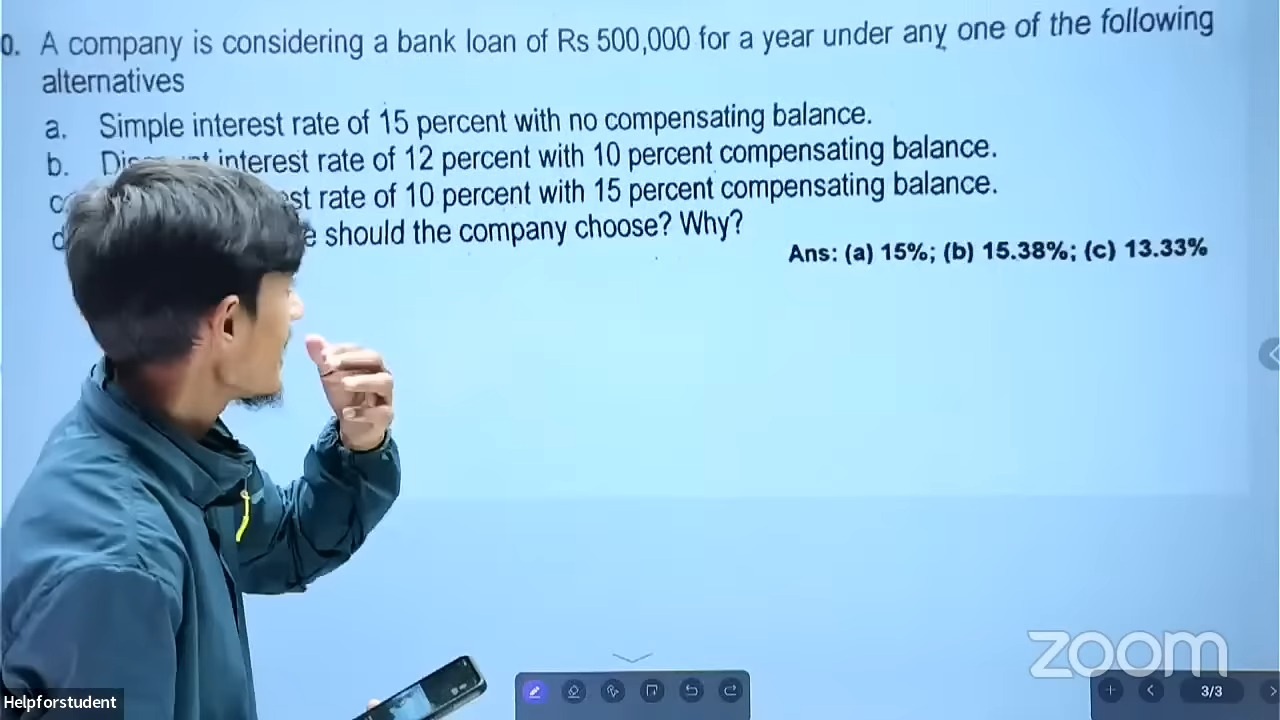 0. A company is considering a bank loan of Rs 500,000 for a year under any one of the following
alternatives
a. Simple interest rate of 15 percent with no compensating balance.
b. interest rate of 12 percent with 10 percent compensating balance.
rate of 10 percent with 15 percent compensating balance.
should the company choose? Why?
Ans: (a) 15%; (b) 15.38%; (c) 13.33%
zoom
3/3
Helpforstudent